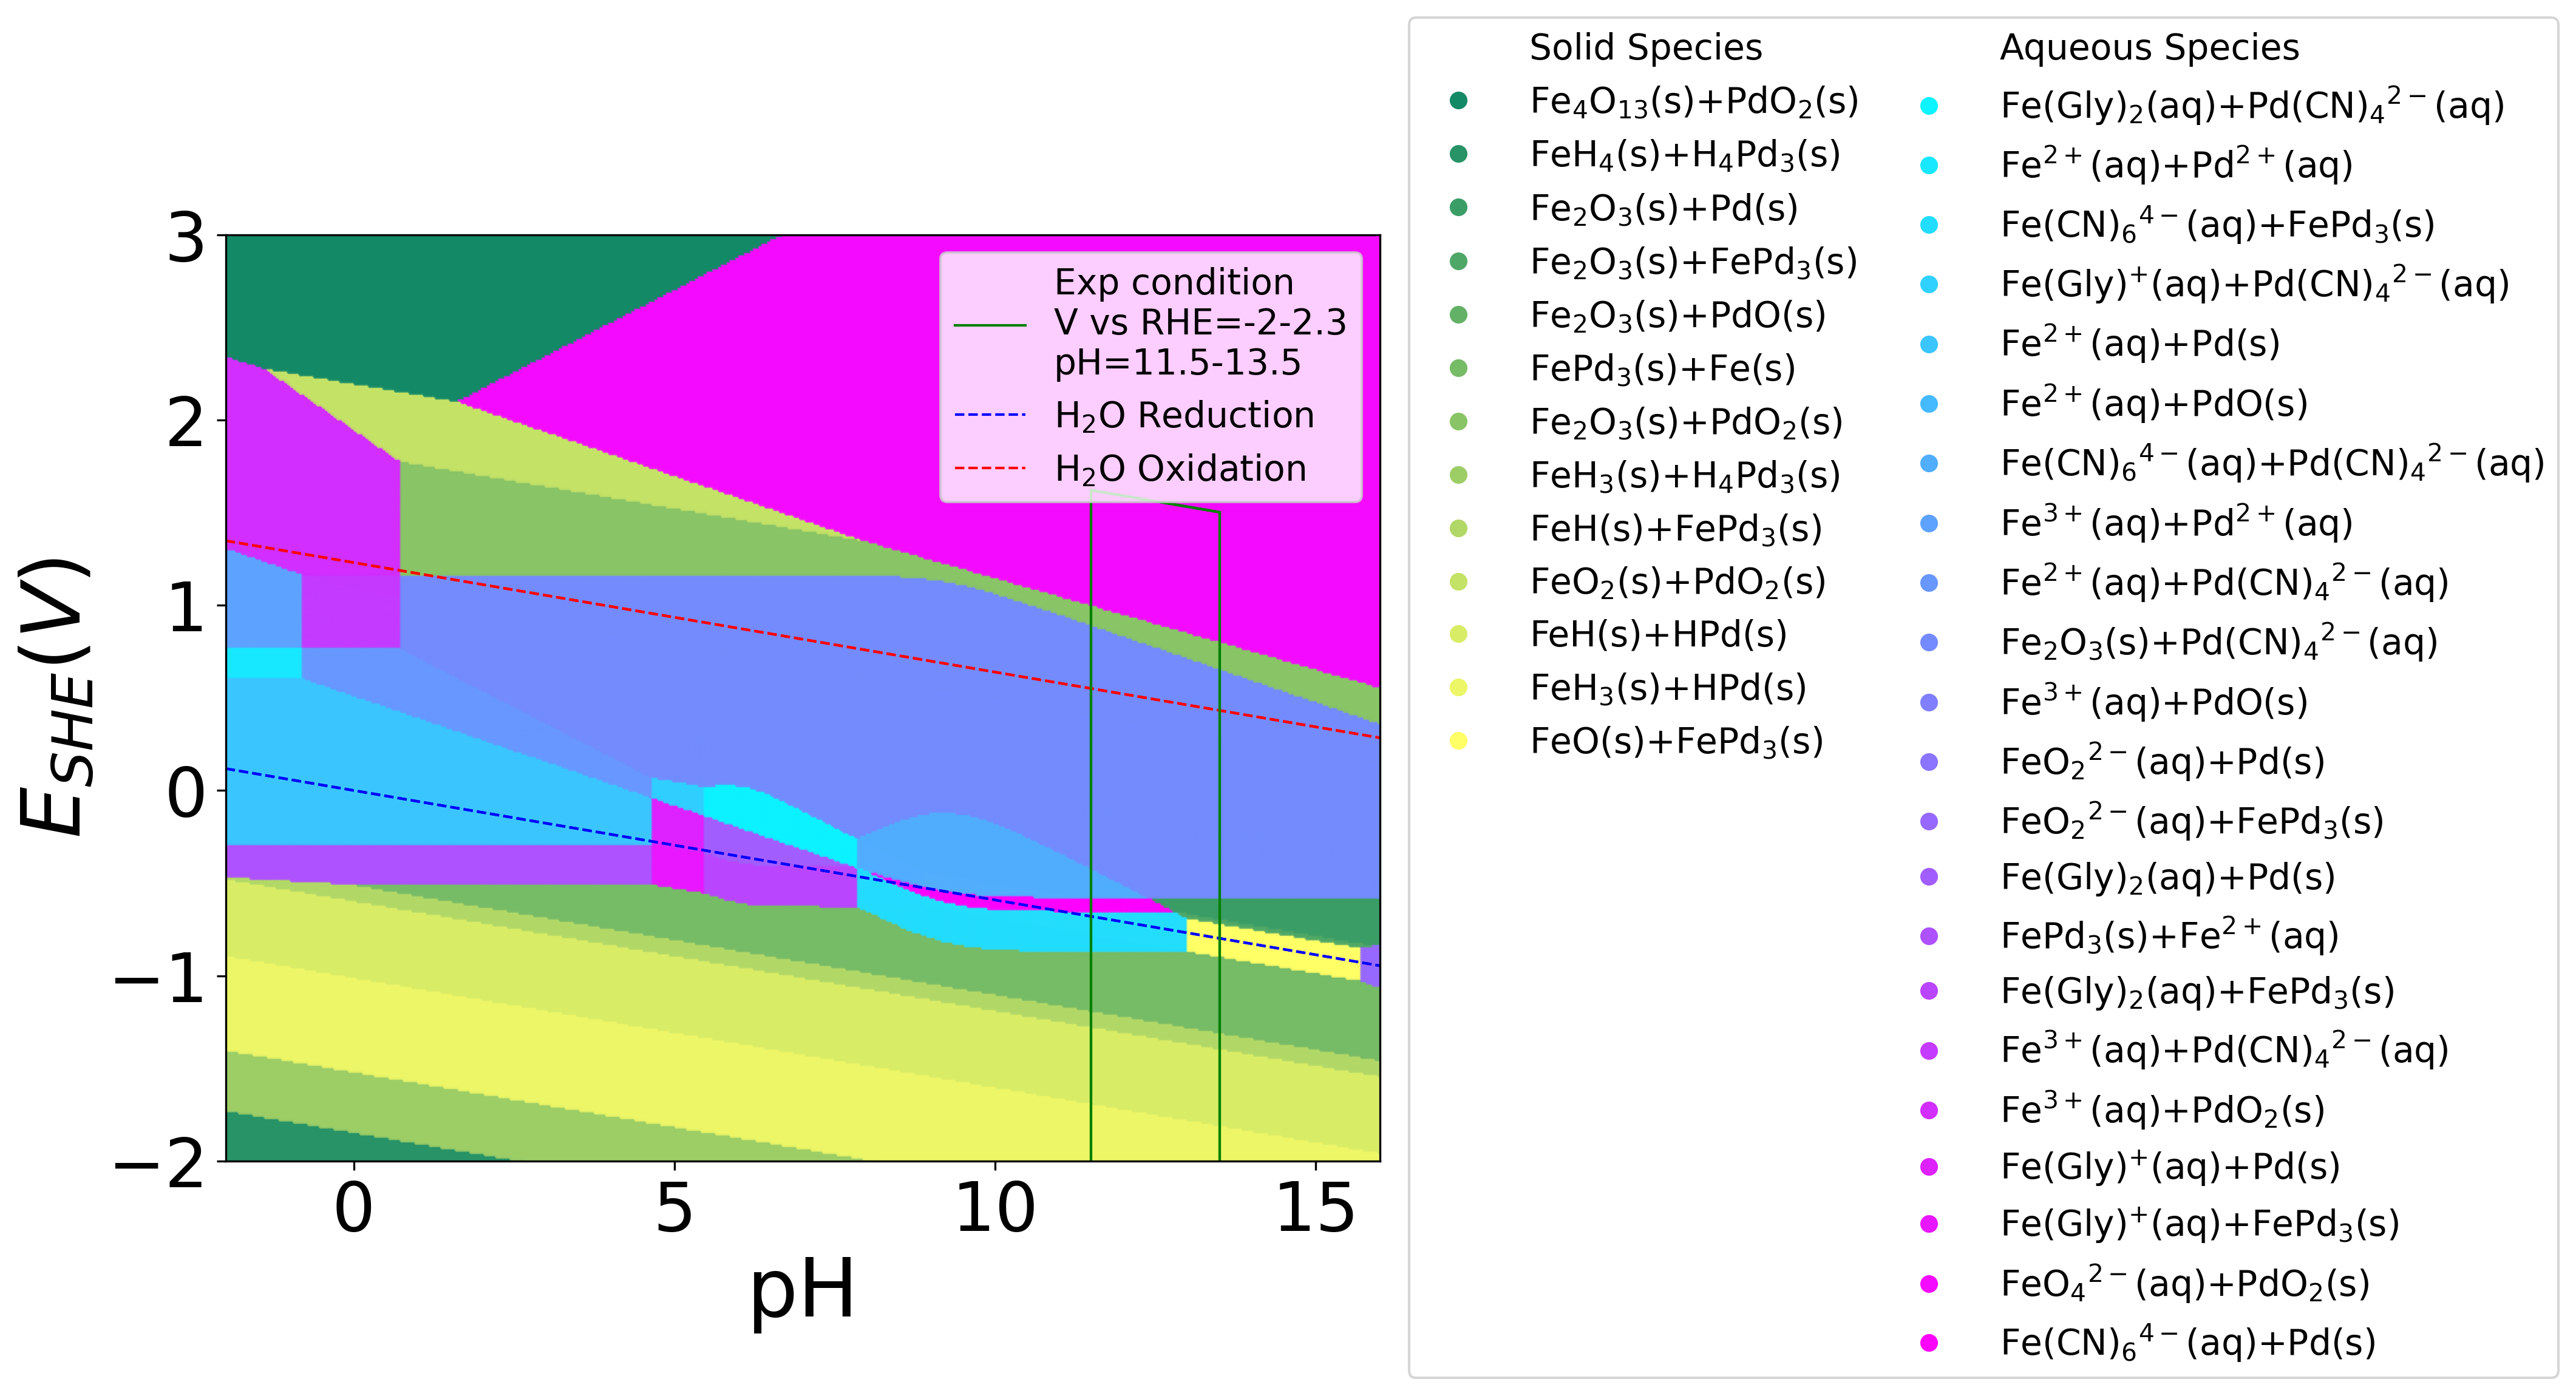 3
2
1
0
−1
−2
E_SHE(V)
0 5 10 15
pH
Exp condition
V vs RHE=-2-2.3
pH=11.5-13.5
H₂O Reduction
H₂O Oxidation
Solid Species
Fe₄O₁₃(s)+PdO₂(s)
FeH₄(s)+H₄Pd₃(s)
Fe₂O₃(s)+Pd(s)
Fe₂O₃(s)+FePd₃(s)
Fe₂O₃(s)+PdO(s)
FePd₃(s)+Fe(s)
Fe₂O₃(s)+PdO₂(s)
FeH₃(s)+H₄Pd₃(s)
FeH(s)+FePd₃(s)
FeO₂(s)+PdO₂(s)
FeH(s)+HPd(s)
FeH₃(s)+HPd(s)
FeO(s)+FePd₃(s)
Aqueous Species
Fe(Gly)₂(aq)+Pd(CN)₄²⁻(aq)
Fe²⁺(aq)+Pd²⁺(aq)
Fe(CN)₆⁴⁻(aq)+FePd₃(s)
Fe(Gly)⁺(aq)+Pd(CN)₄²⁻(aq)
Fe²⁺(aq)+Pd(s)
Fe²⁺(aq)+PdO(s)
Fe(CN)₆⁴⁻(aq)+Pd(CN)₄²⁻(aq)
Fe³⁺(aq)+Pd²⁺(aq)
Fe²⁺(aq)+Pd(CN)₄²⁻(aq)
Fe₂O₃(s)+Pd(CN)₄²⁻(aq)
Fe³⁺(aq)+PdO(s)
FeO₂²⁻(aq)+Pd(s)
FeO₂²⁻(aq)+FePd₃(s)
Fe(Gly)₂(aq)+Pd(s)
FePd₃(s)+Fe²⁺(aq)
Fe(Gly)₂(aq)+FePd₃(s)
Fe³⁺(aq)+Pd(CN)₄²⁻(aq)
Fe³⁺(aq)+PdO₂(s)
Fe(Gly)⁺(aq)+Pd(s)
Fe(Gly)⁺(aq)+FePd₃(s)
FeO₄²⁻(aq)+PdO₂(s)
Fe(CN)₆⁴⁻(aq)+Pd(s)